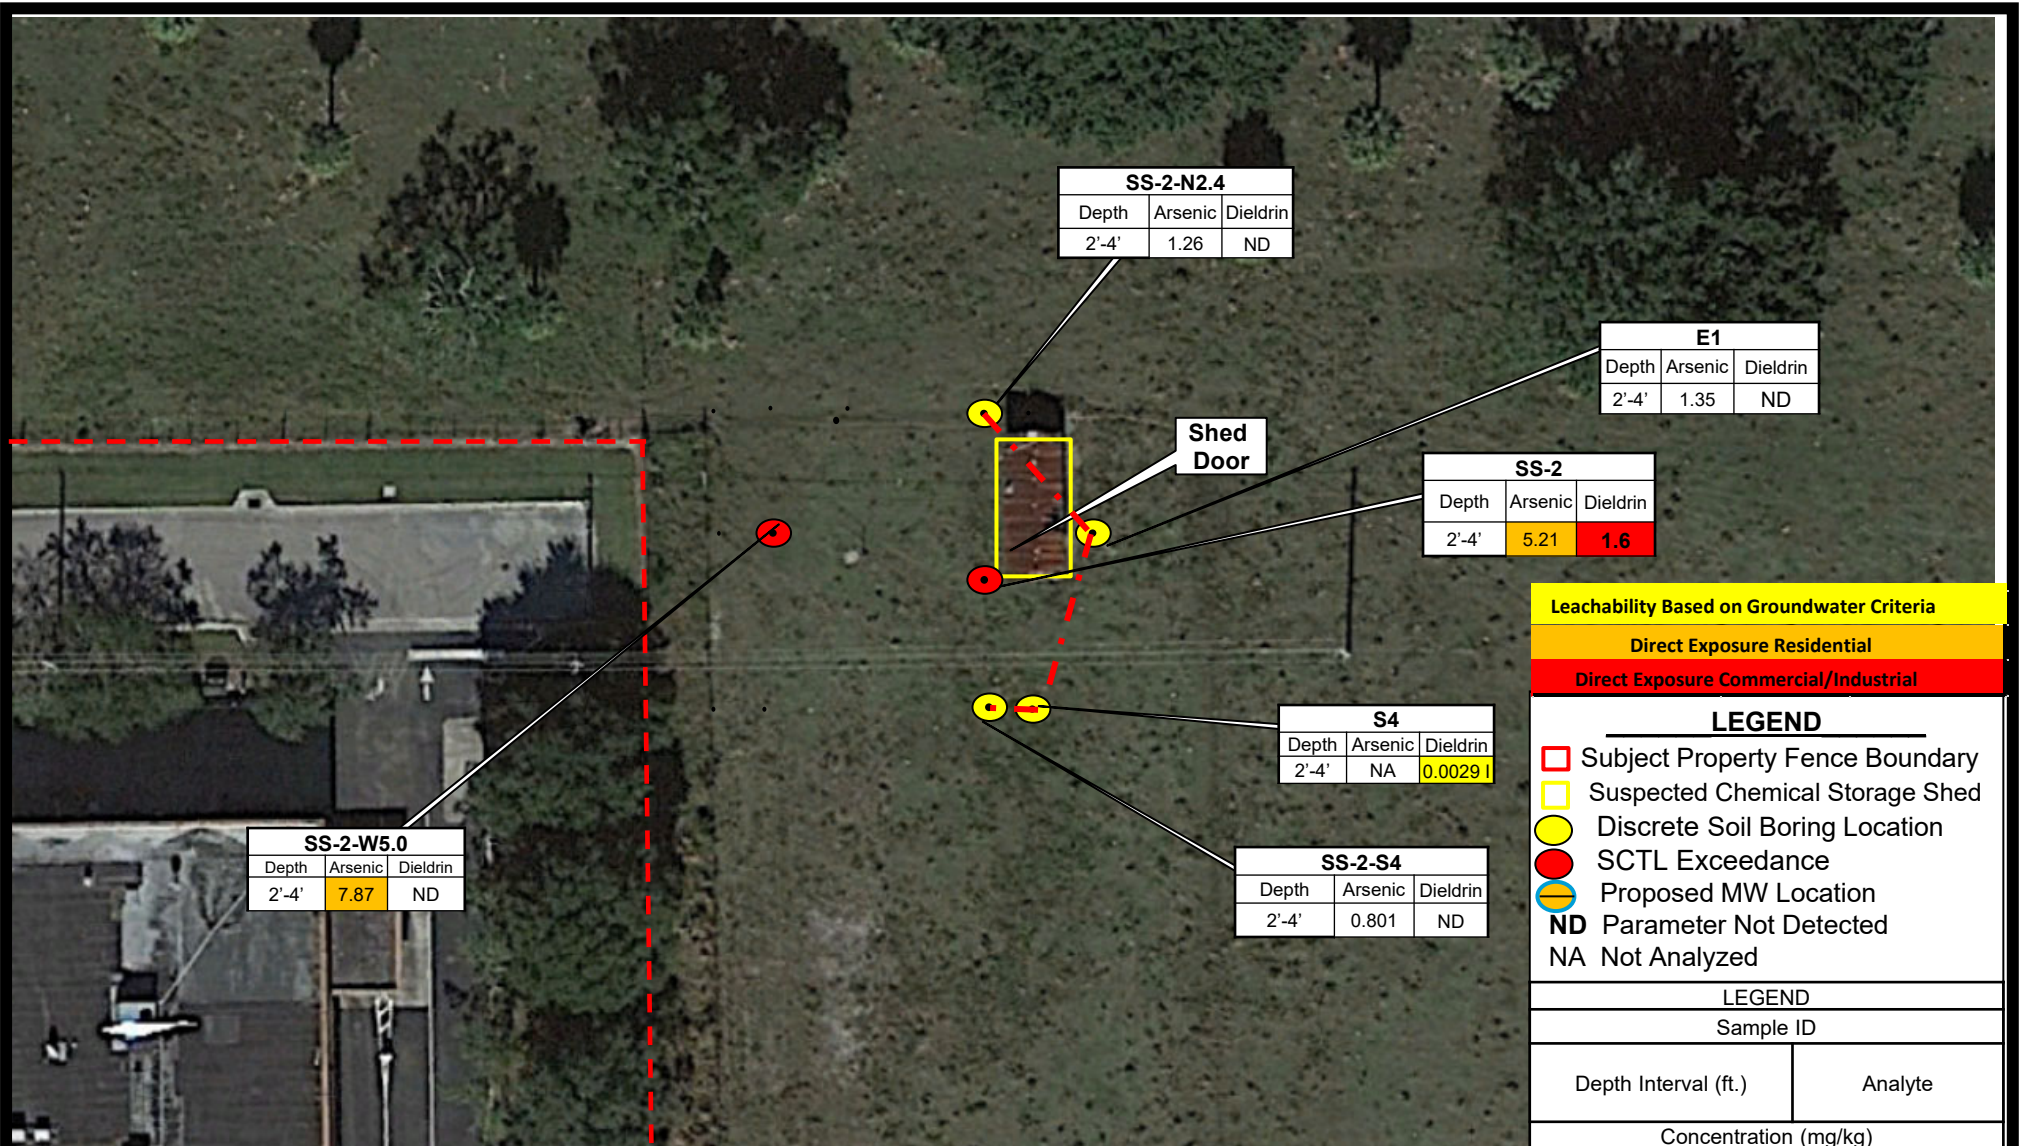 SS-2-N2.4
Depth Arsenic Dieldrin
2'-4' 1.26 ND
E1
Depth Arsenic Dieldrin
2'-4' 1.35 ND
Shed
Door
SS-2
Depth Arsenic Dieldrin
2'-4' 5.21 1.6
S4
Depth Arsenic Dieldrin
2'-4' NA 0.0029 I
SS-2-W5.0
Depth Arsenic Dieldrin
2'-4' 7.87 ND
SS-2-S4
Depth Arsenic Dieldrin
2'-4' 0.801 ND
Leachability Based on Groundwater Criteria
Direct Exposure Residential
Direct Exposure Commercial/Industrial
LEGEND
Subject Property Fence Boundary
Suspected Chemical Storage Shed
Discrete Soil Boring Location
SCTL Exceedance
Proposed MW Location
ND Parameter Not Detected
NA Not Analyzed
LEGEND
Sample ID
Depth Interval (ft.) Analyte
Concentration (mg/kg)